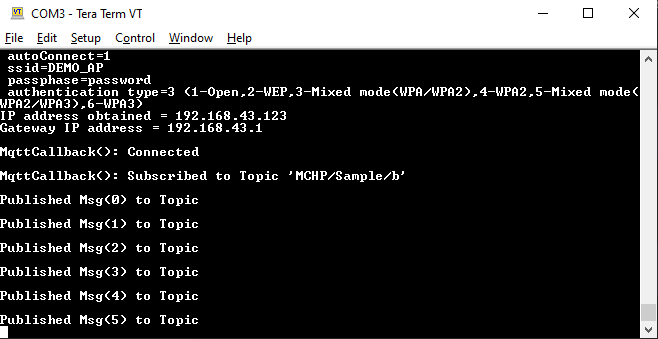 COM3 - Tera Term VT
File Edit Setup Control Window Help
autoConnect=1
ssid=DEMO_AP
passphase=password
authentication type=3 (1-Open,2-WEP,3-Mixed mode(WPA/WPA2),4-WPA2,5-Mixed mode(
WPA2/WPA3),6-WPA3)
IP address obtained = 192.168.43.123
Gateway IP address = 192.168.43.1
MqttCallback(): Connected
MqttCallback(): Subscribed to Topic 'MCHP/Sample/b'
Published Msg(0) to Topic
Published Msg(1) to Topic
Published Msg(2) to Topic
Published Msg(3) to Topic
Published Msg(4) to Topic
Published Msg(5) to Topic